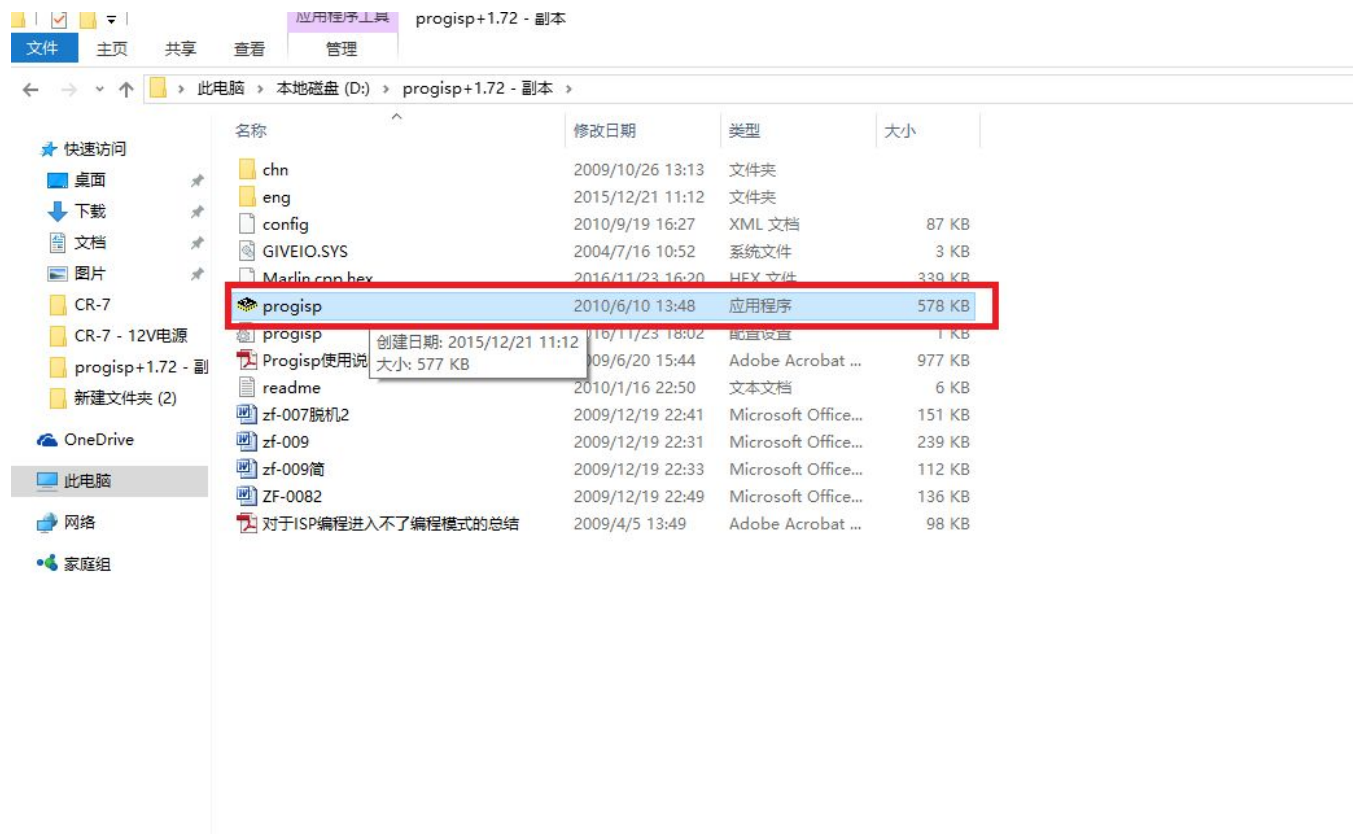 应用程序工具 progisp+1.72 - 副本
文件 主页 共享 查看 管理
此电脑 > 本地磁盘 (D:) > progisp+1.72 - 副本 >
名称 修改日期 类型 大小
快速访问
桌面
下载
文档
图片
CR-7
CR-7 - 12V电源
progisp+1.72 - 副
新建文件夹 (2)
OneDrive
此电脑
网络
家庭组
chn 2009/10/26 13:13 文件夹
eng 2015/12/21 11:12 文件夹
config 2010/9/19 16:27 XML 文档 87 KB
GIVEIO.SYS 2004/7/16 10:52 系统文件 3 KB
Marlin.cpp.hex 2016/11/23 16:20 HEX 文件 339 KB
progisp 2010/6/10 13:48 应用程序 578 KB
progisp 016/11/23 18:02 配置设置 1 KB
创建日期: 2015/12/21 11:12
大小: 577 KB
Progisp使用说 009/6/20 15:44 Adobe Acrobat ... 977 KB
readme 2010/1/16 22:50 文本文档 6 KB
zf-007脱机2 2009/12/19 22:41 Microsoft Office... 151 KB
zf-009 2009/12/19 22:31 Microsoft Office... 239 KB
zf-009简 2009/12/19 22:33 Microsoft Office... 112 KB
ZF-0082 2009/12/19 22:49 Microsoft Office... 136 KB
对于ISP编程进入不了编程模式的总结 2009/4/5 13:49 Adobe Acrobat ... 98 KB